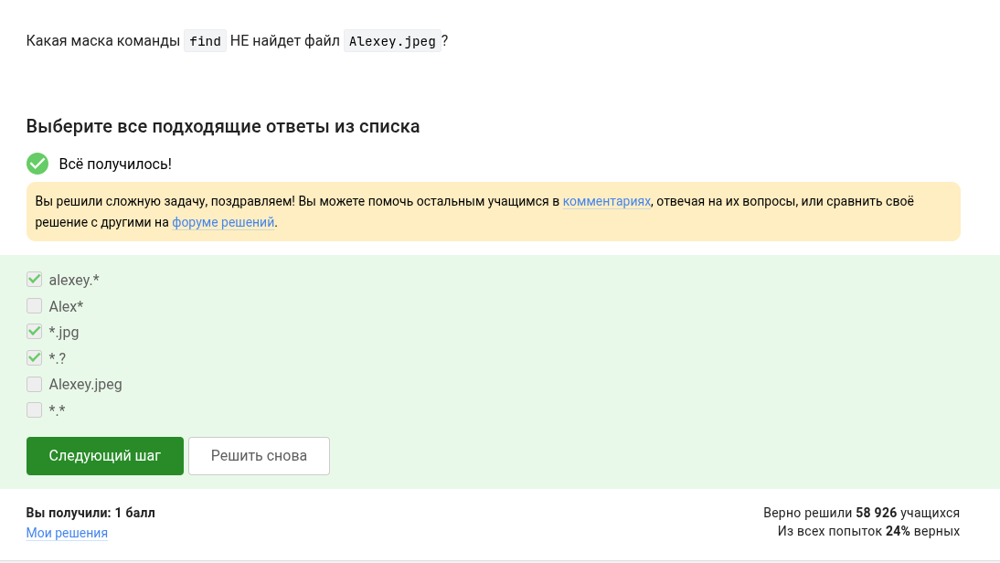 Какая маска команды find НЕ найдет файл Alexey.jpeg?
Выберите все подходящие ответы из списка
Всё получилось!
Вы решили сложную задачу, поздравляем! Вы можете помочь остальным учащимся в комментариях, отвечая на их вопросы, или сравнить своё
решение с другими на форуме решений.
alexey.*
Alex*
*.jpg
*.?
Alexey.jpeg
*.*
Следующий шаг Решить снова
Вы получили: 1 балл Верно решили 58 926 учащихся
Мои решения Из всех попыток 24% верных